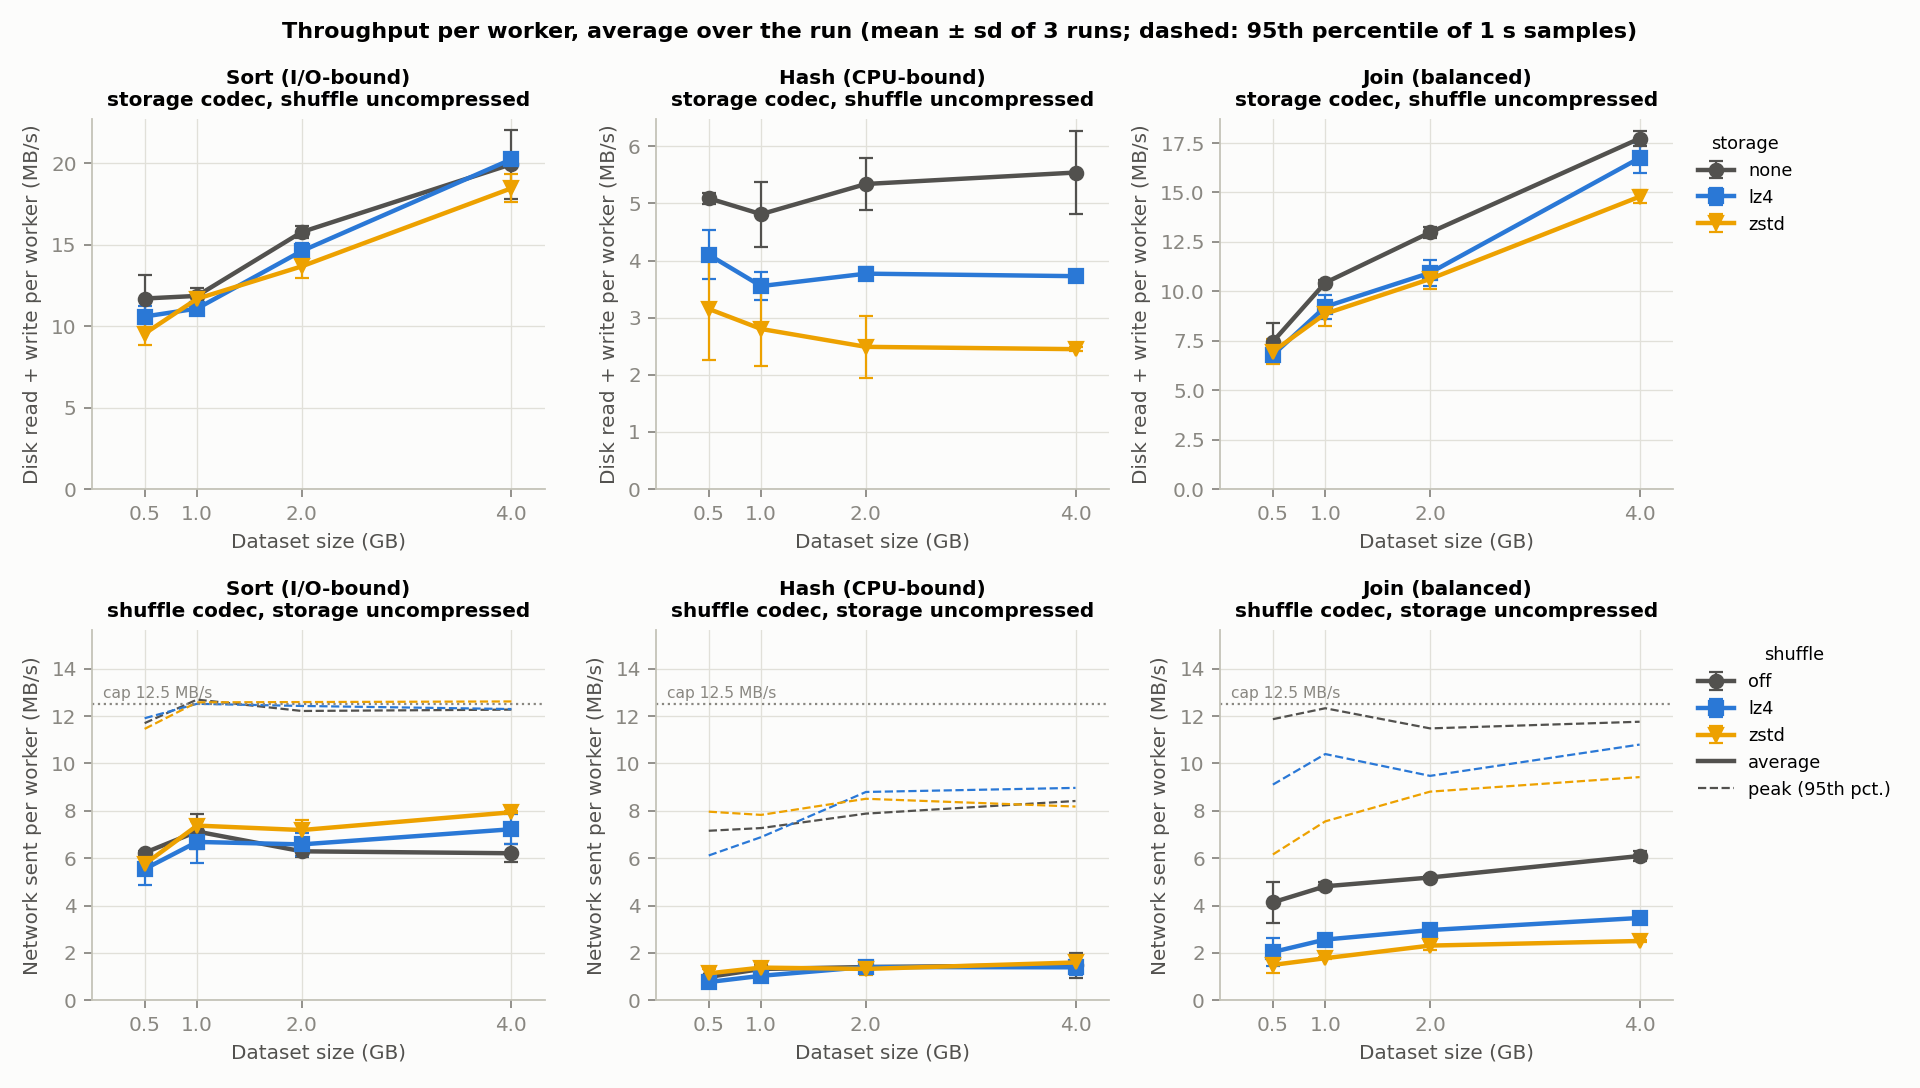 Throughput per worker, average over the run (mean ± sd of 3 runs; dashed: 95th percentile of 1 s samples)
Sort (I/O-bound)
storage codec, shuffle uncompressed
Disk read + write per worker (MB/s)
20
15
10
5
0
0.5 1.0 2.0 4.0
Dataset size (GB)
Hash (CPU-bound)
storage codec, shuffle uncompressed
Disk read + write per worker (MB/s)
6
5
4
3
2
1
0
0.5 1.0 2.0 4.0
Dataset size (GB)
Join (balanced)
storage codec, shuffle uncompressed
Disk read + write per worker (MB/s)
17.5
15.0
12.5
10.0
7.5
5.0
2.5
0.0
0.5 1.0 2.0 4.0
Dataset size (GB)
storage
none
lz4
zstd
Sort (I/O-bound)
shuffle codec, storage uncompressed
Network sent per worker (MB/s)
14
12
10
8
6
4
2
0
cap 12.5 MB/s
0.5 1.0 2.0 4.0
Dataset size (GB)
Hash (CPU-bound)
shuffle codec, storage uncompressed
Network sent per worker (MB/s)
14
12
10
8
6
4
2
0
cap 12.5 MB/s
0.5 1.0 2.0 4.0
Dataset size (GB)
Join (balanced)
shuffle codec, storage uncompressed
Network sent per worker (MB/s)
14
12
10
8
6
4
2
0
cap 12.5 MB/s
0.5 1.0 2.0 4.0
Dataset size (GB)
shuffle
off
lz4
zstd
average
peak (95th pct.)